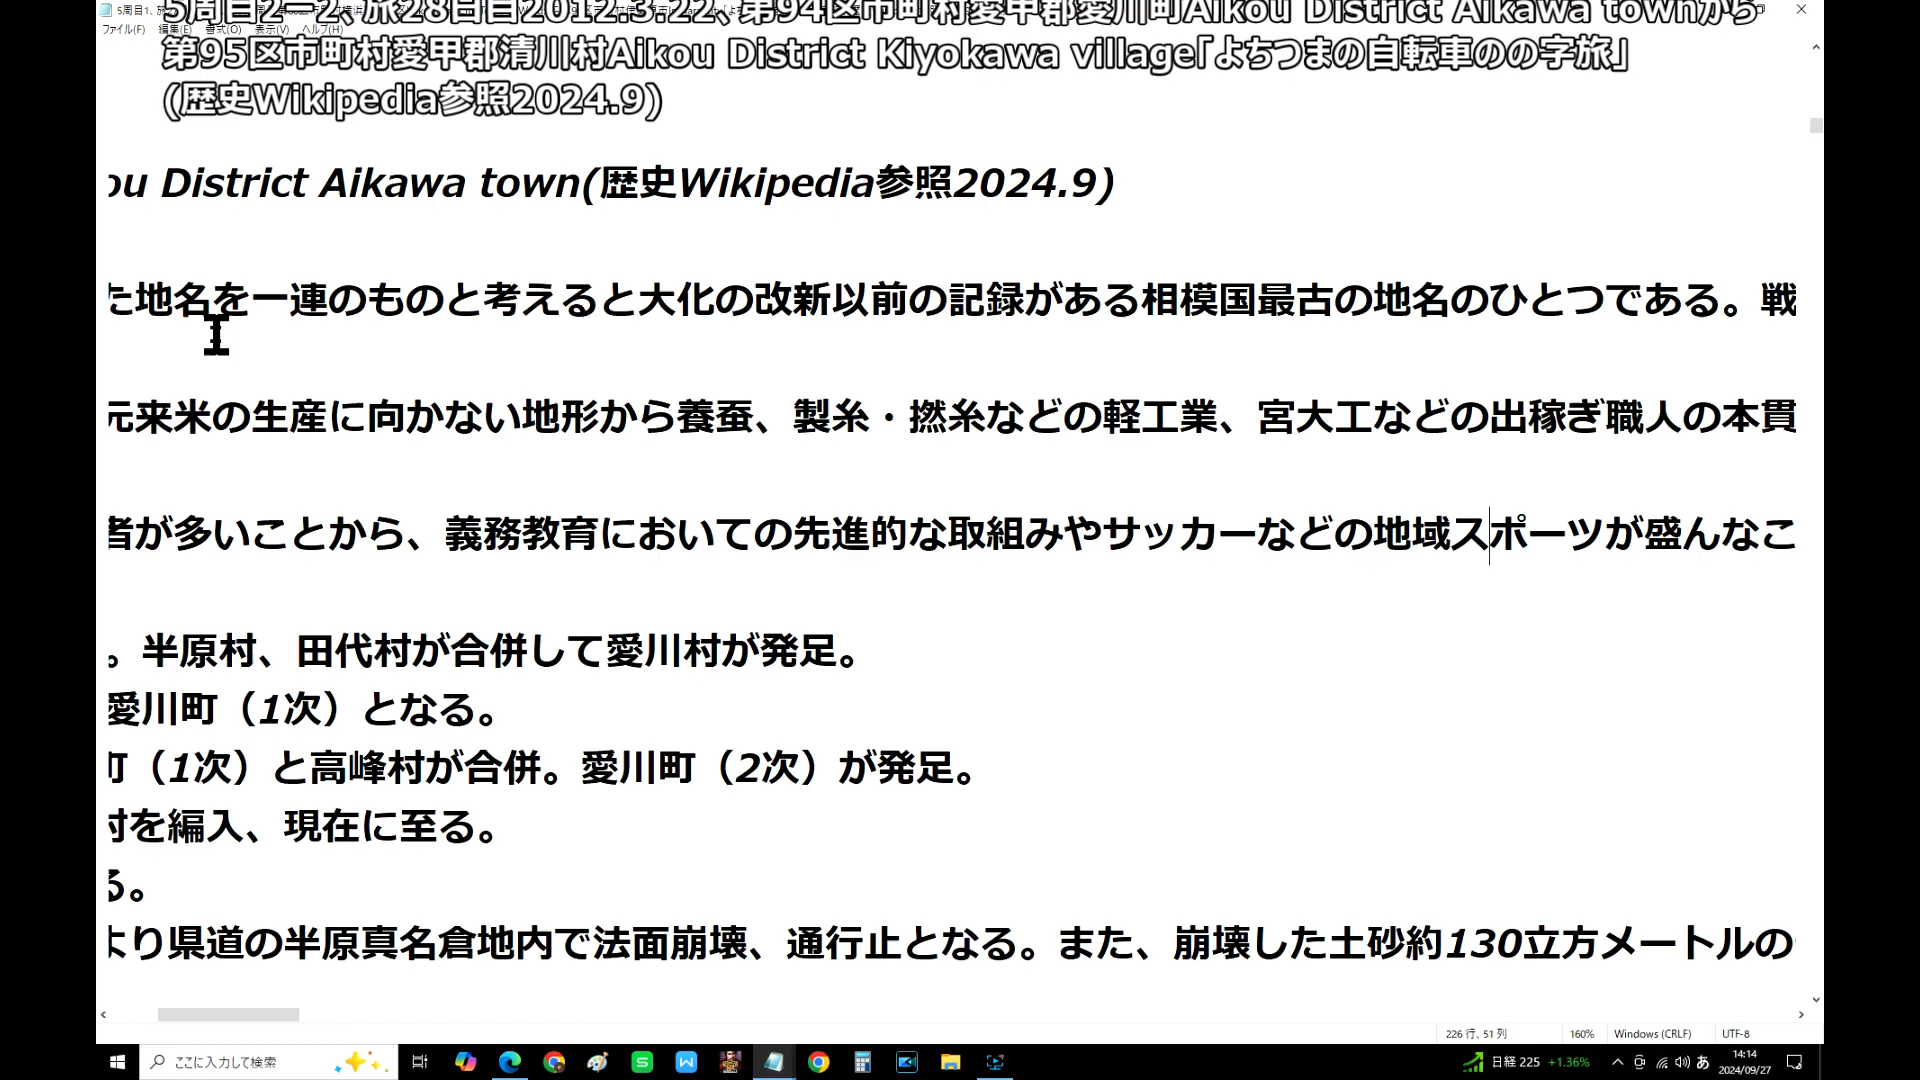 5周目2ー2、旅28日目2012.3.22、第94区市町村愛甲郡愛川町Aikou District Aikawa townから
第95区市町村愛甲郡清川村Aikou District Kiyokawa village「よちつまの自転車のの字旅」
(歴史Wikipedia参照2024.9)
ファイル(F) 編集(E) 書式(O) 表示(V) ヘルプ(H)
ou District Aikawa town(歴史Wikipedia参照2024.9)
た地名を一連のものと考えると大化の改新以前の記録がある相模国最古の地名のひとつである。戦
元来米の生産に向かない地形から養蚕、製糸・撚糸などの軽工業、宮大工などの出稼ぎ職人の本貫
者が多いことから、義務教育においての先進的な取組みやサッカーなどの地域スポーツが盛んなこ
。半原村、田代村が合併して愛川村が発足。
愛川町（1次）となる。
町（1次）と高峰村が合併。愛川町（2次）が発足。
村を編入、現在に至る。
る。
より県道の半原真名倉地内で法面崩壊、通行止となる。また、崩壊した土砂約130立方メートルの
226 行、51 列 160% Windows (CRLF) UTF-8
ここに入力して検索
日経 225 +1.36%
あ
14:14
2024/09/27